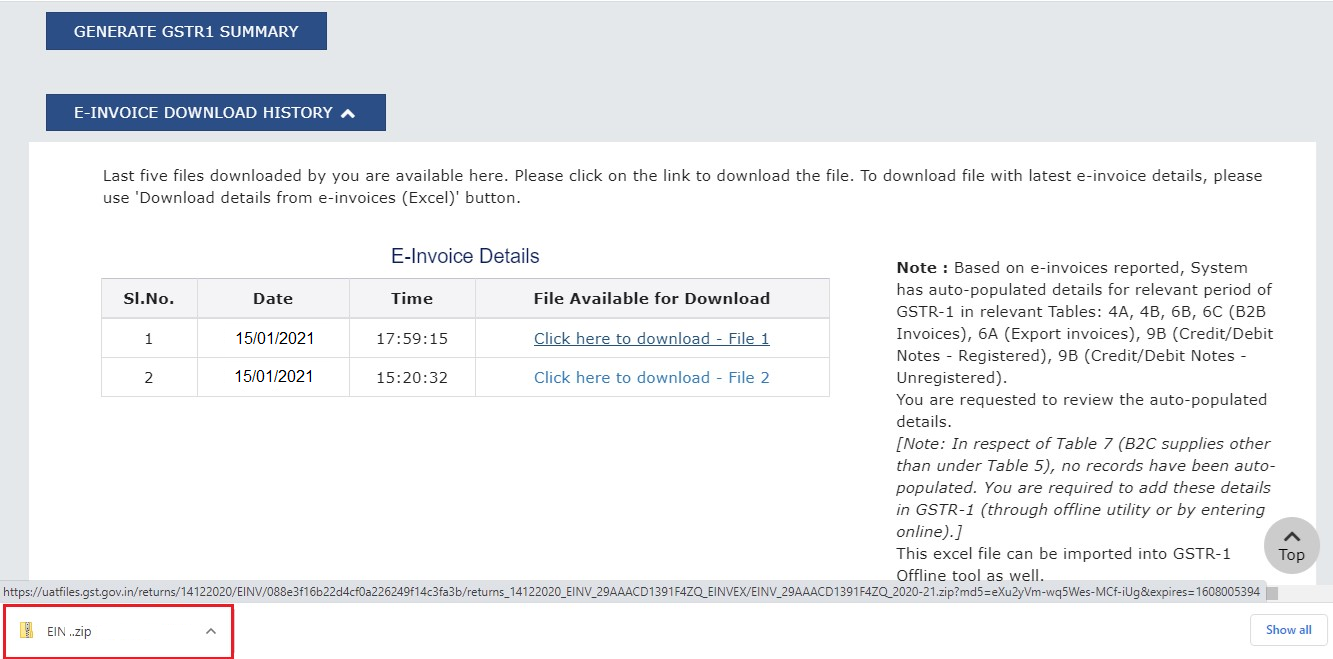 GENERATE GSTR1 SUMMARY
E-INVOICE DOWNLOAD HISTORY
Last five files downloaded by you are available here. Please click on the link to download the file. To download file with latest e-invoice details, please
use 'Download details from e-invoices (Excel)' button.
E-Invoice Details
Sl.No. Date Time File Available for Download
1 15/01/2021 17:59:15 Click here to download - File 1
2 15/01/2021 15:20:32 Click here to download - File 2
Note : Based on e-invoices reported, System
has auto-populated details for relevant period of
GSTR-1 in relevant Tables: 4A, 4B, 6B, 6C (B2B
Invoices), 6A (Export invoices), 9B (Credit/Debit
Notes - Registered), 9B (Credit/Debit Notes -
Unregistered).
You are requested to review the auto-populated
details.
[Note: In respect of Table 7 (B2C supplies other
than under Table 5), no records have been auto-
populated. You are required to add these details
in GSTR-1 (through offline utility or by entering
online).]
This excel file can be imported into GSTR-1
Offline tool as well.
Top
https://uatfiles.gst.gov.in/returns/14122020/EINV/088e3f16b22d4cf0a226249f14c3fa3b/returns_14122020_EINV_29AAACD1391F4ZQ_EINVEX/EINV_29AAACD1391F4ZQ_2020-21.zip?md5=eXu2yVm-wq5Wes-MCf-iUg&expires=1608005394
EIN ..zip
Show all